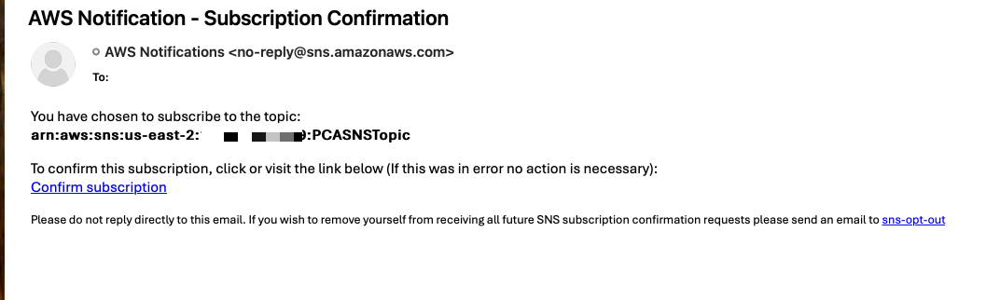 AWS Notification - Subscription Confirmation
AWS Notifications <no-reply@sns.amazonaws.com>
To:
You have chosen to subscribe to the topic:
arn:aws:sns:us-east-2: :PCASNSTopic
To confirm this subscription, click or visit the link below (If this was in error no action is necessary):
Confirm subscription
Please do not reply directly to this email. If you wish to remove yourself from receiving all future SNS subscription confirmation requests please send an email to sns-opt-out